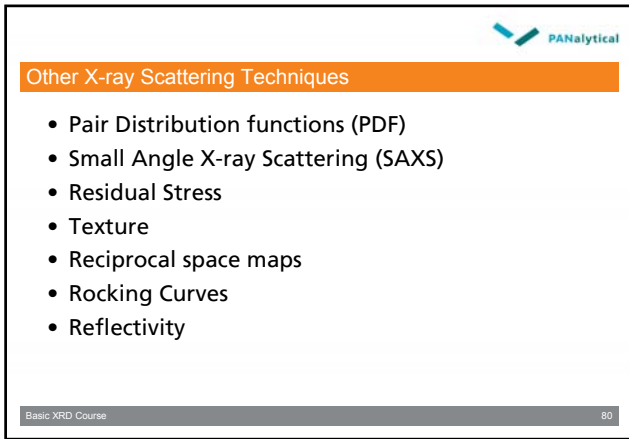 PANalytical
Other X-ray Scattering Techniques
• Pair Distribution functions (PDF)
• Small Angle X-ray Scattering (SAXS)
• Residual Stress
• Texture
• Reciprocal space maps
• Rocking Curves
• Reflectivity
Basic XRD Course 80